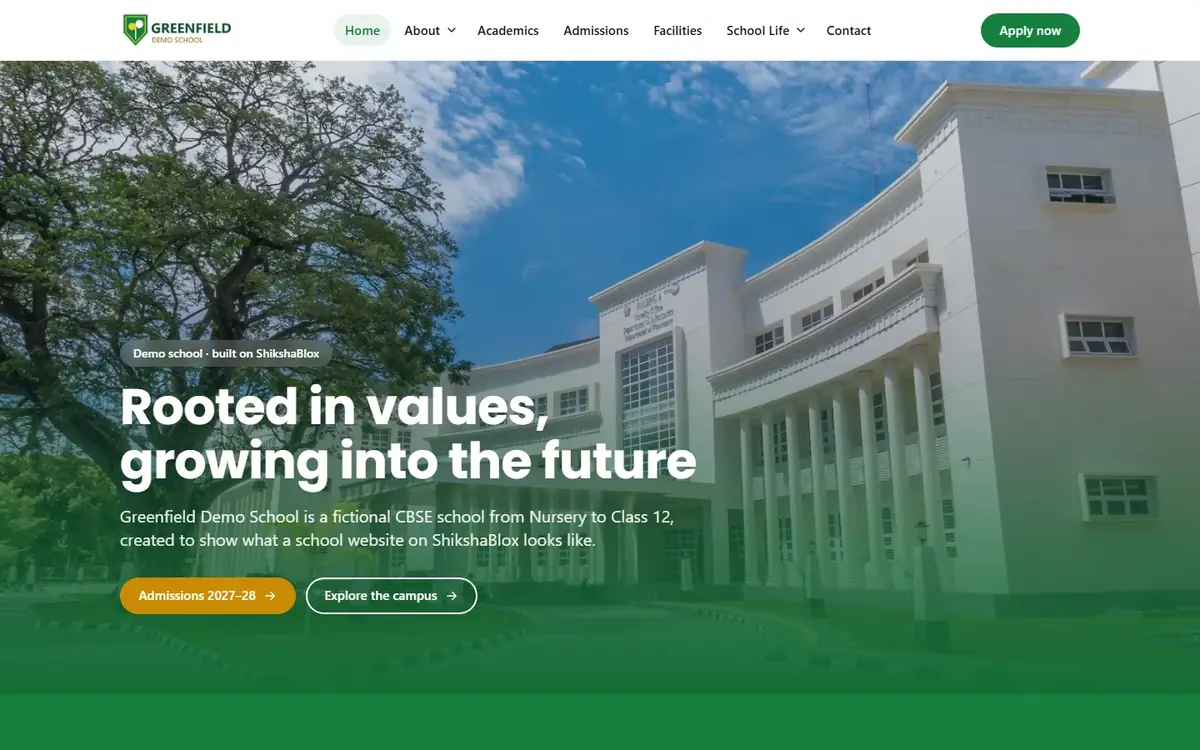 GREENFIELD
DEMO SCHOOL
Home
About
Academics
Admissions
Facilities
School Life
Contact
Apply now
Demo school · built on ShikshaBlox
Rooted in values,
growing into the future
Greenfield Demo School is a fictional CBSE school from Nursery to Class 12,
created to show what a school website on ShikshaBlox looks like.
Admissions 2027–28 →
Explore the campus →